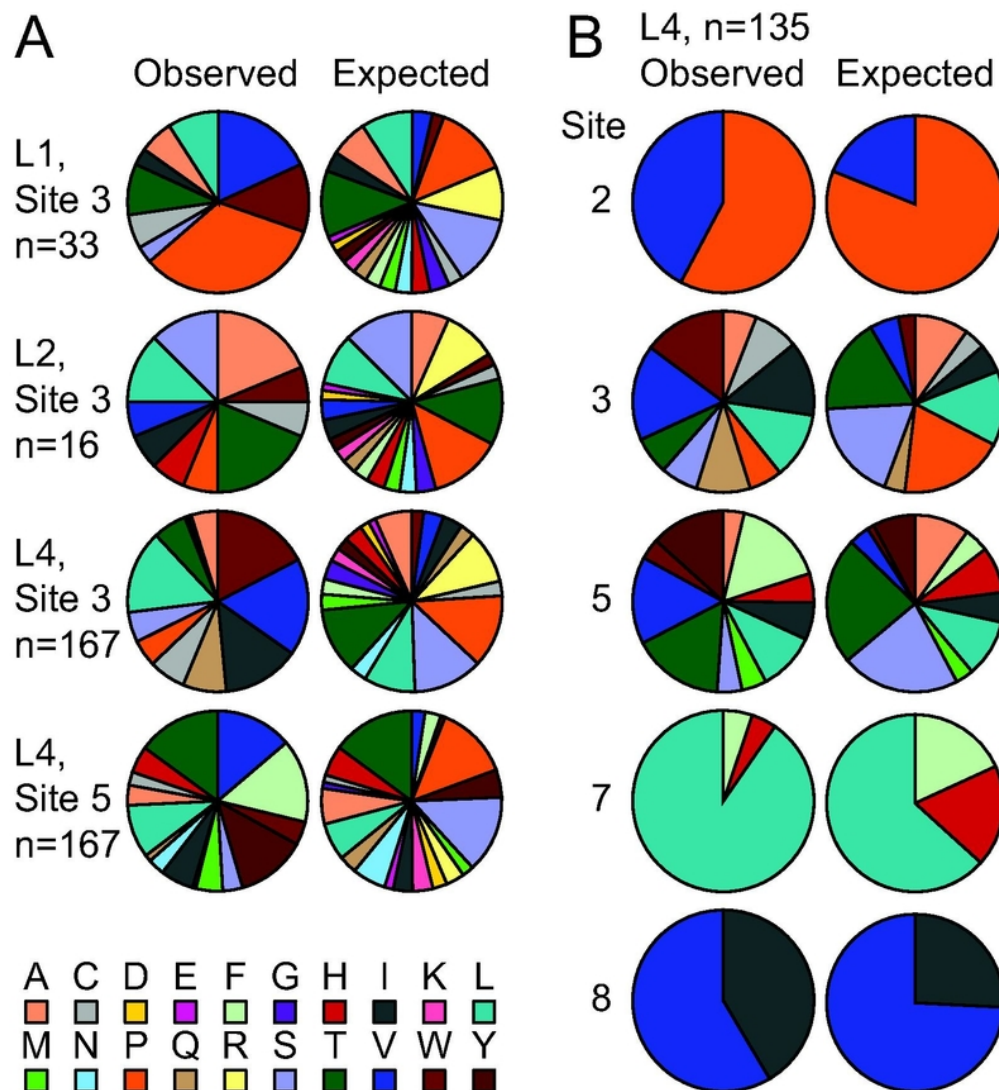 A
Observed Expected
L1,
Site 3
n=33
L2,
Site 3
n=16
L4,
Site 3
n=167
L4,
Site 5
n=167
A C D E F G H I K L
M N P Q R S T V W Y
B
L4, n=135
Observed Expected
Site
2
3
5
7
8